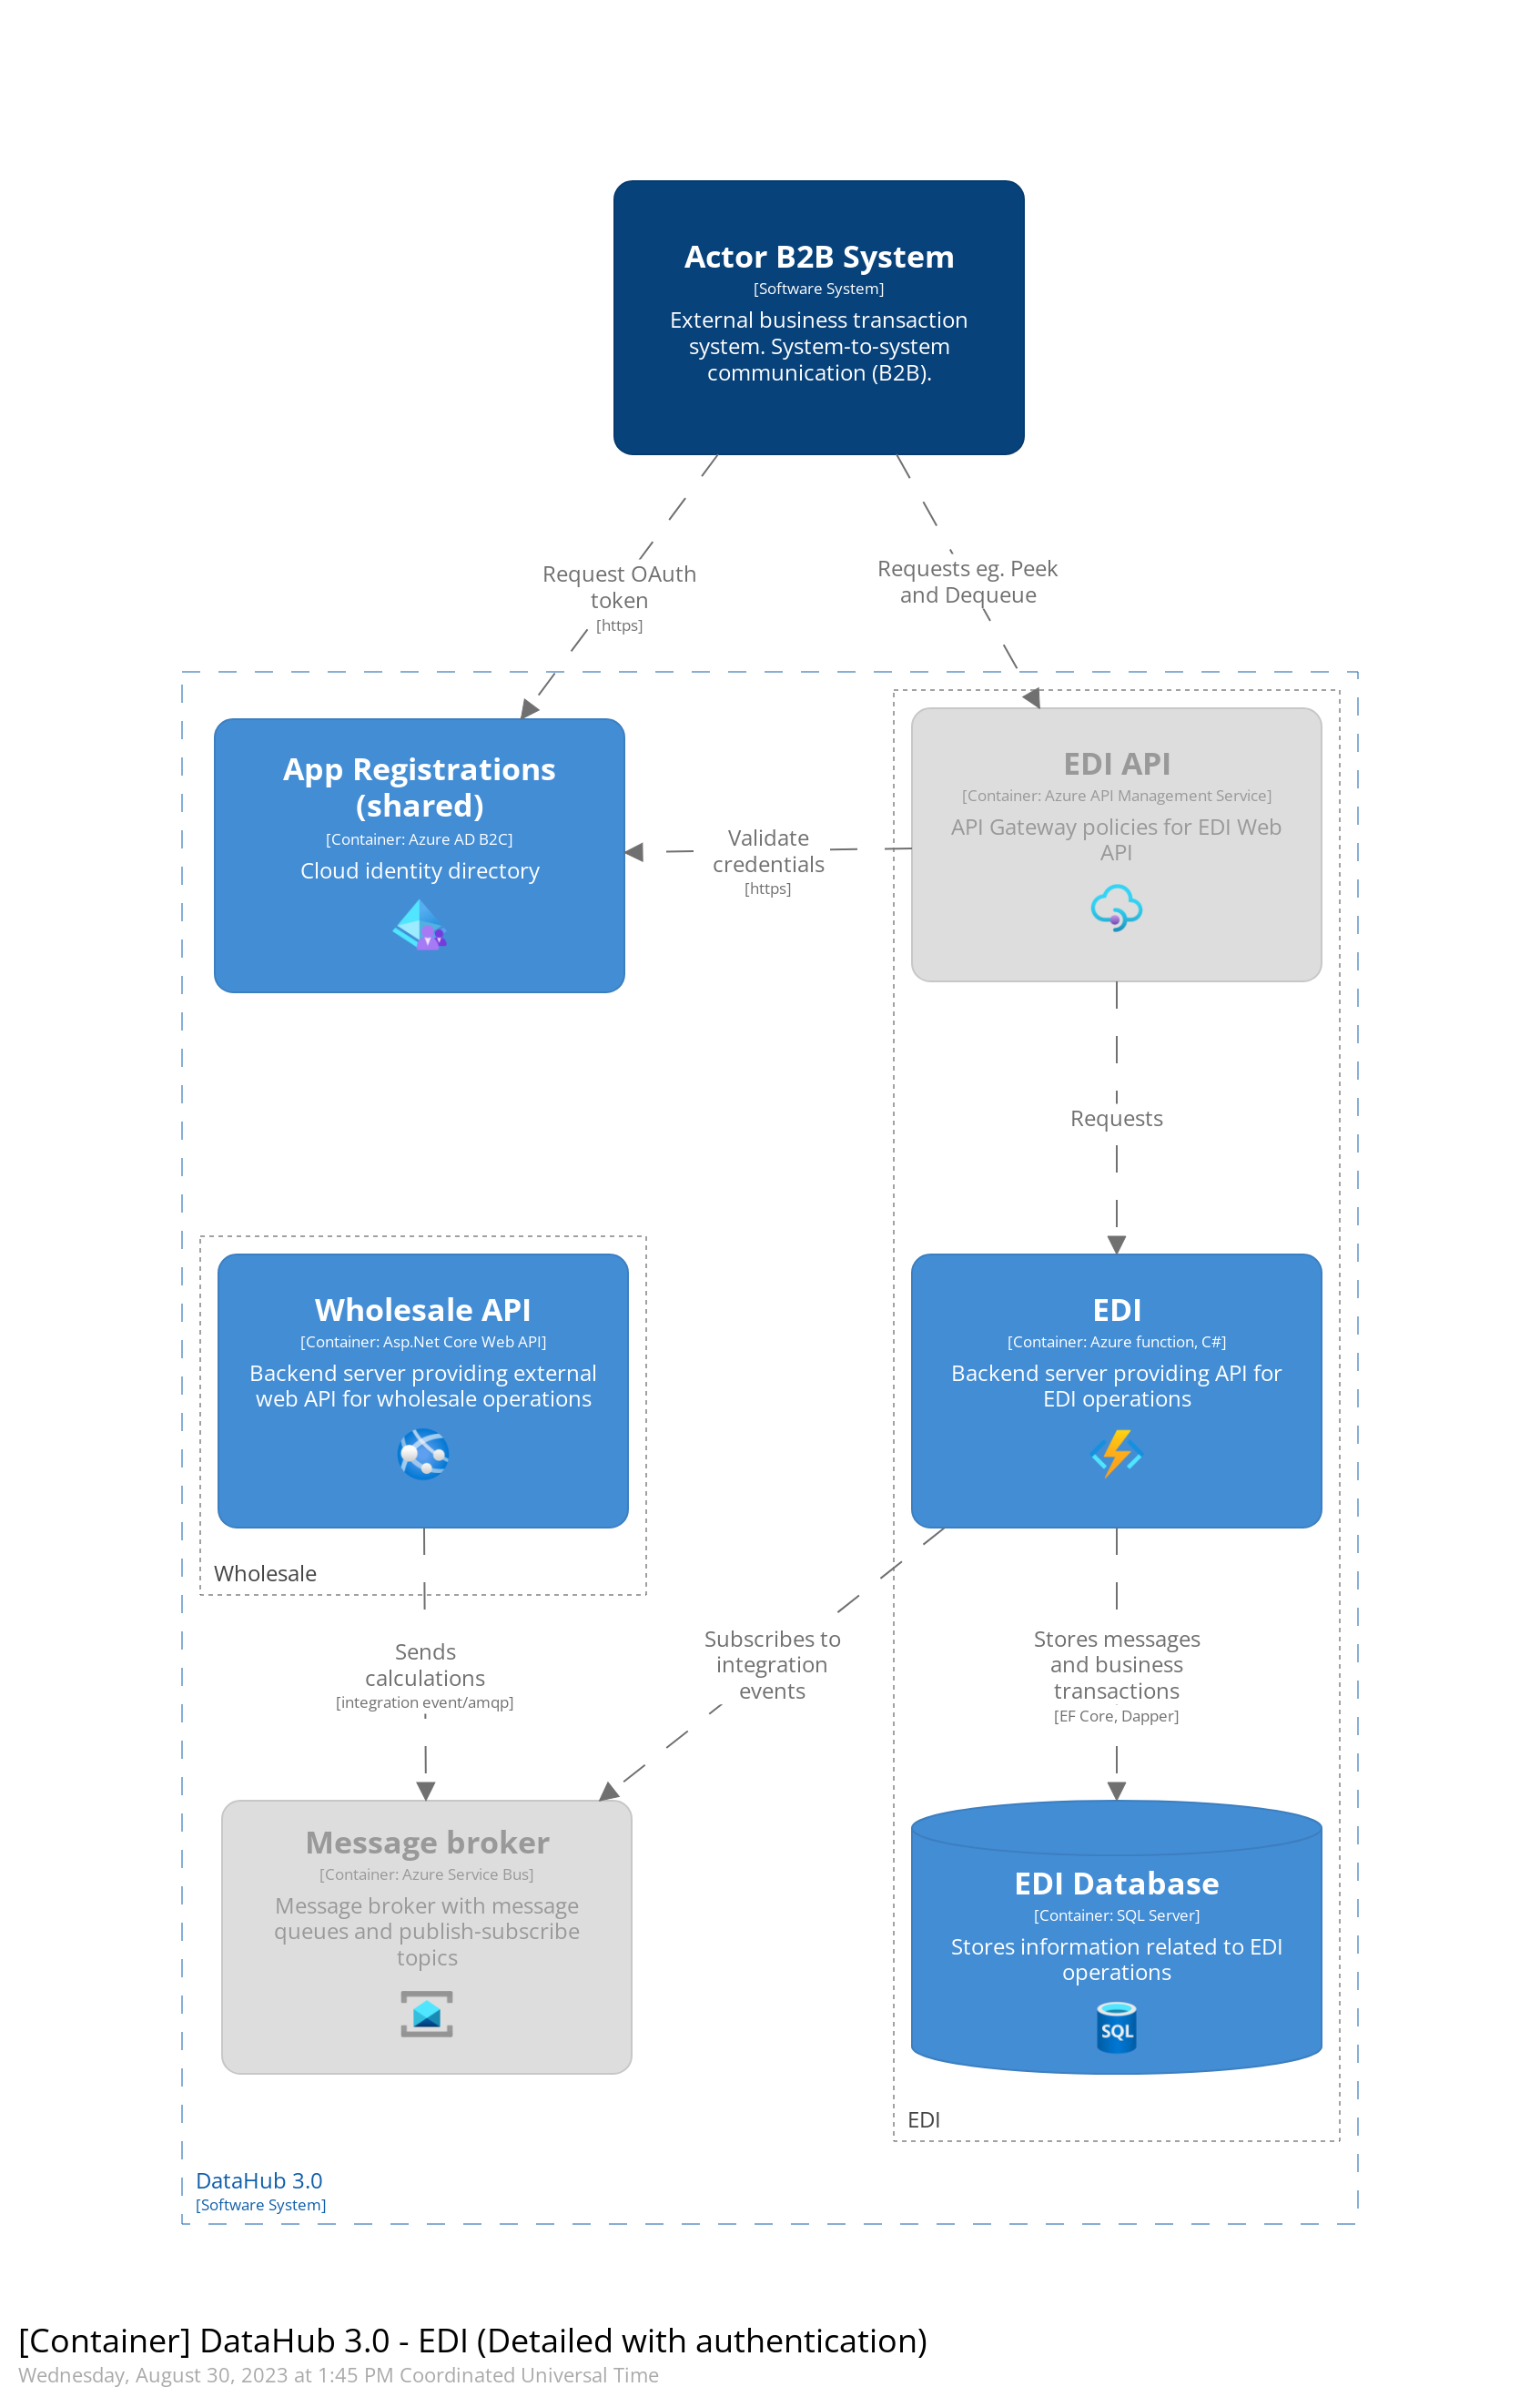 Actor B2B System
[Software System]
External business transaction
system. System-to-system
communication (B2B).
Request OAuth
token
[https]
Requests eg. Peek
and Dequeue
App Registrations
(shared)
[Container: Azure AD B2C]
Cloud identity directory
Validate
credentials
[https]
EDI API
[Container: Azure API Management Service]
API Gateway policies for EDI Web
API
Requests
Wholesale API
[Container: Asp.Net Core Web API]
Backend server providing external
web API for wholesale operations
Wholesale
EDI
[Container: Azure function, C#]
Backend server providing API for
EDI operations
Sends
calculations
[integration event/amqp]
Subscribes to
integration
events
Stores messages
and business
transactions
[EF Core, Dapper]
Message broker
[Container: Azure Service Bus]
Message broker with message
queues and publish-subscribe
topics
EDI Database
[Container: SQL Server]
Stores information related to EDI
operations
SQL
EDI
DataHub 3.0
[Software System]
[Container] DataHub 3.0 - EDI (Detailed with authentication)
Wednesday, August 30, 2023 at 1:45 PM Coordinated Universal Time